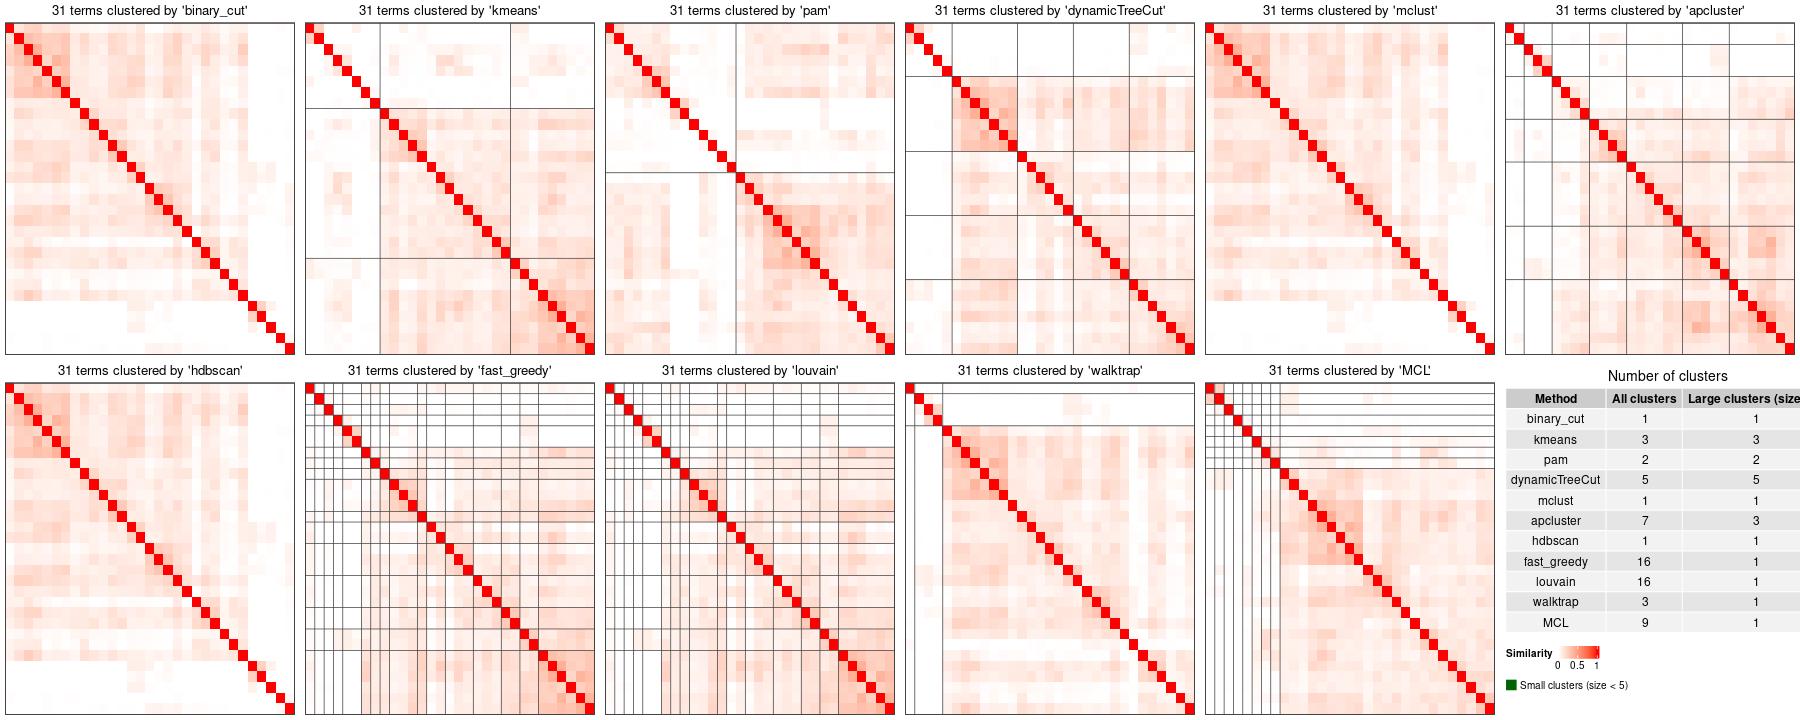 31 terms clustered by 'binary_cut'
31 terms clustered by 'kmeans'
31 terms clustered by 'pam'
31 terms clustered by 'dynamicTreeCut'
31 terms clustered by 'mclust'
31 terms clustered by 'apcluster'
31 terms clustered by 'hdbscan'
31 terms clustered by 'fast_greedy'
31 terms clustered by 'louvain'
31 terms clustered by 'walktrap'
31 terms clustered by 'MCL'
Number of clusters
Method All clusters Large clusters (size
binary_cut 1 1
kmeans 3 3
pam 2 2
dynamicTreeCut 5 5
mclust 1 1
apcluster 7 3
hdbscan 1 1
fast_greedy 16 1
louvain 16 1
walktrap 3 1
MCL 9 1
Similarity
0 0.5 1
Small clusters (size < 5)